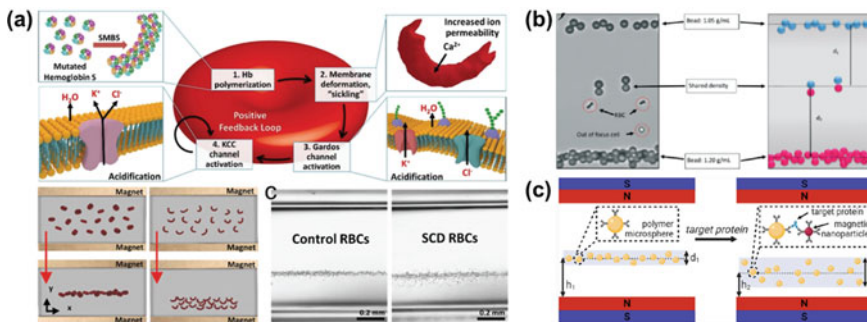 (a)
SMBS
Mutated
Hemoglobin S
1. Hb
polymerization
2. Membrane
deformation,
"sickling"
Increased ion
permeability
Ca²⁺
Positive
Feedback Loop
H₂O
K⁺
Cl⁻
Acidification
4. KCC
channel
activation
3. Gardos
channel
activation
H₂O
K⁺
Cl⁻
Acidification
Magnet
Magnet
Magnet
Magnet
Y
X
Magnet
Magnet
C
Control RBCs
0.2 mm
SCD RBCs
0.2 mm
(b)
Bead: 1.05 g/mL
Shared density
RBC
Out of focus cell
Bead: 1.20 g/mL
(c)
S
N
polymer
microsphere
d₁
h₁
N
S
target protein
S
N
target protein
magnetic
nanoparticle
h₂
N
S